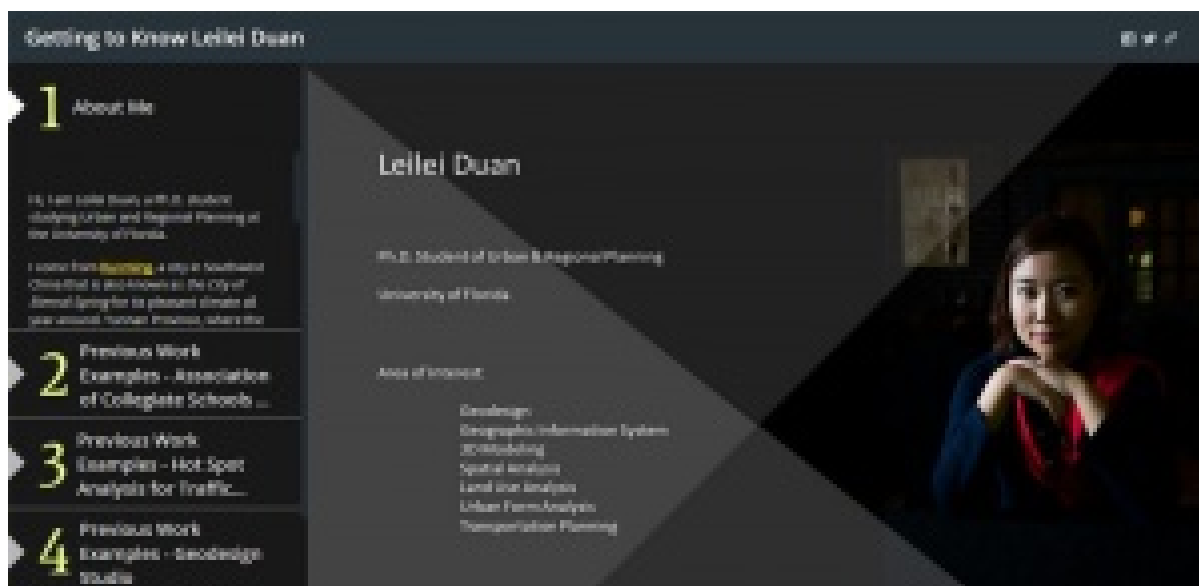 Getting to Know Leilei Duan
1 About Me
Hi, I am Leilei Duan, a Ph.D. student
studying Urban and Regional Planning at
the University of Florida.
I come from Kunming, a city in Southwest
China that is also known as the city of
Eternal Spring for its pleasant climate all
year around. Yunnan Province, where the
2 Previous Work
Examples - Association
of Collegiate Schools ...
3 Previous Work
Examples - Hot Spot
Analysis for Traffic...
4 Previous Work
Examples - Geodesign
Studio
Leilei Duan
Ph.D. Student of Urban & Regional Planning
University of Florida
Area of Interest
Geodesign
Geographic Information System
3D Modeling
Spatial Analysis
Land Use Analysis
Urban Form Analysis
Transportation Planning